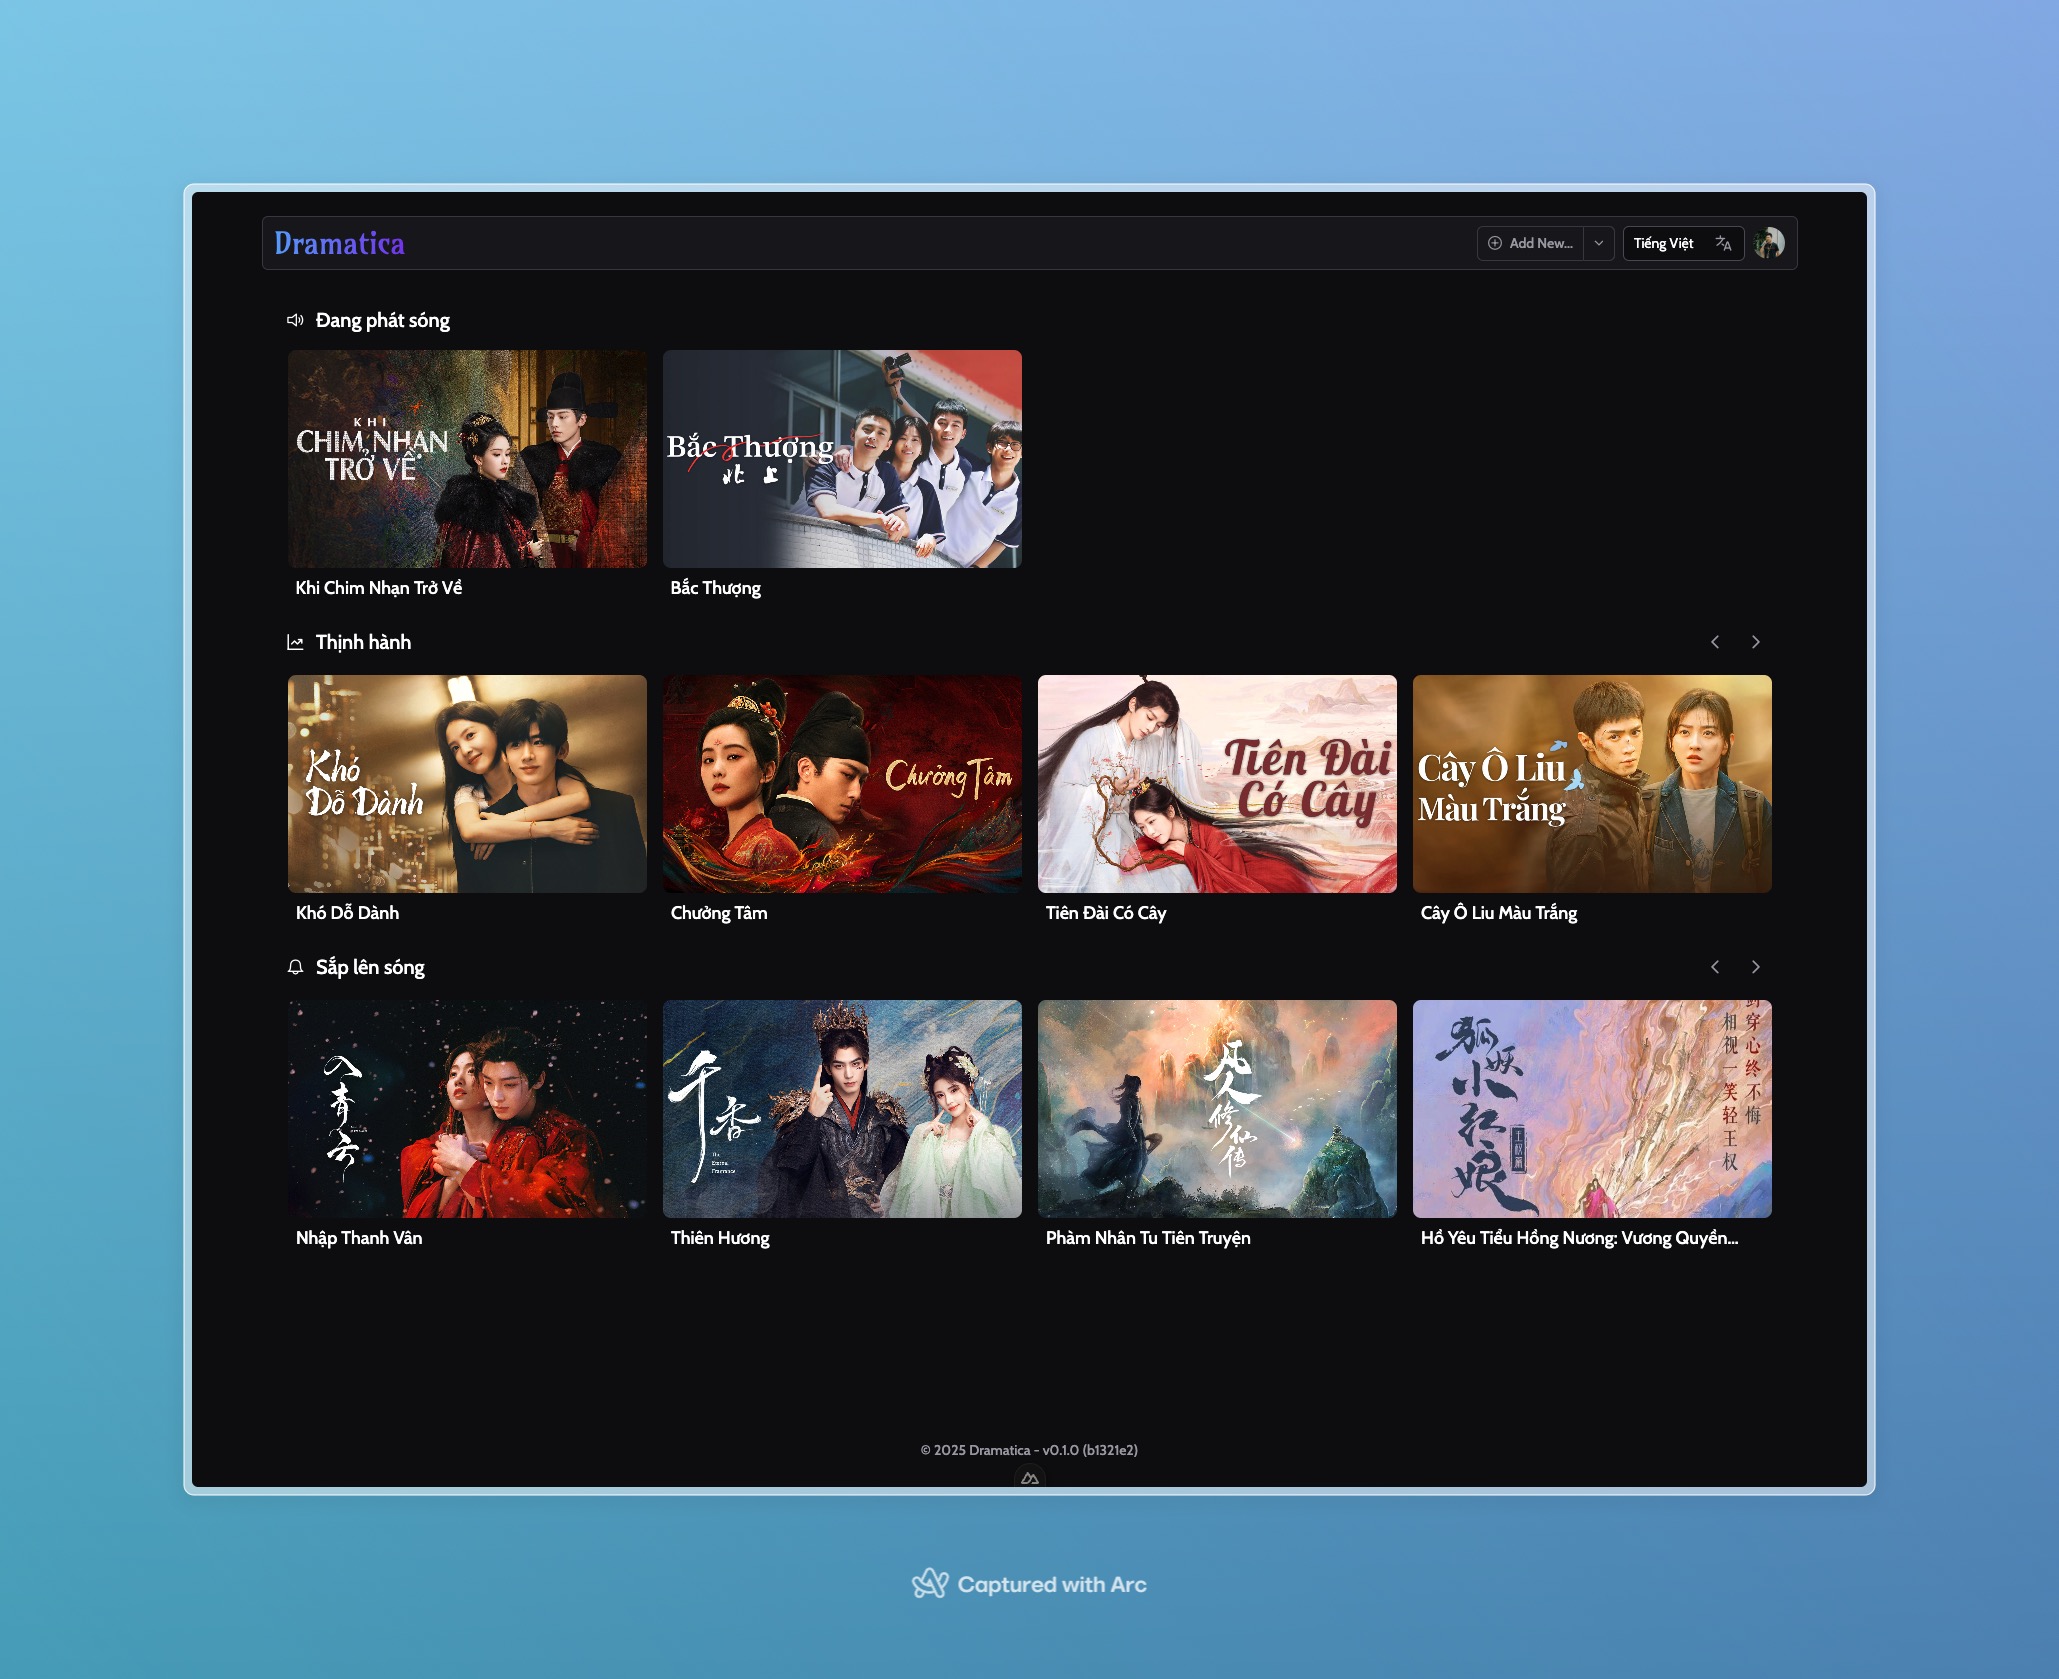 Dramatica
Add New...
Tiếng Việt
Đang phát sóng
KHI
CHIM NHẠN
TRỞ VỀ
Bắc Thượng
北上
Khi Chim Nhạn Trở Về
Bắc Thượng
Thịnh hành
Khó
Dỗ Dành
Chưởng Tâm
Tiên Đài
Có Cây
Cây Ô Liu
Màu Trắng
Khó Dỗ Dành
Chưởng Tâm
Tiên Đài Có Cây
Cây Ô Liu Màu Trắng
Sắp lên sóng
入青云
千香
The
Eternal
Fragrance
凡人修仙传
狐妖小红娘
王权篇
剑穿心终不悔
相视一笑轻王权
Nhập Thanh Vân
Thiên Hương
Phàm Nhân Tu Tiên Truyện
Hồ Yêu Tiểu Hồng Nương: Vương Quyền...
© 2025 Dramatica - v0.1.0 (b1321e2)
Captured with Arc